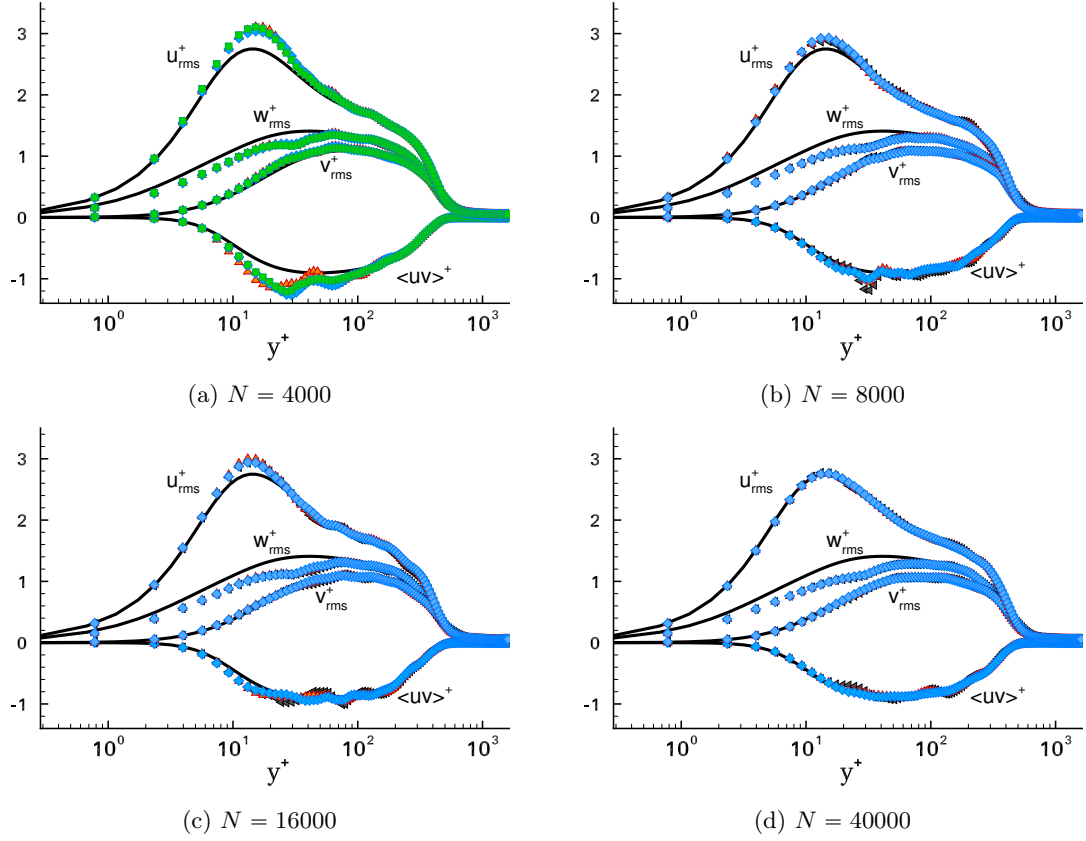 3
2
1
0
-1
u⁺rms
w⁺rms
v⁺rms
<uv>⁺
10⁰ 10¹ 10² 10³
y⁺
(a) N = 4000
3
2
1
0
-1
u⁺rms
w⁺rms
v⁺rms
<uv>⁺
10⁰ 10¹ 10² 10³
y⁺
(b) N = 8000
3
2
1
0
-1
u⁺rms
w⁺rms
v⁺rms
<uv>⁺
10⁰ 10¹ 10² 10³
y⁺
(c) N = 16000
3
2
1
0
-1
u⁺rms
w⁺rms
v⁺rms
<uv>⁺
10⁰ 10¹ 10² 10³
y⁺
(d) N = 40000